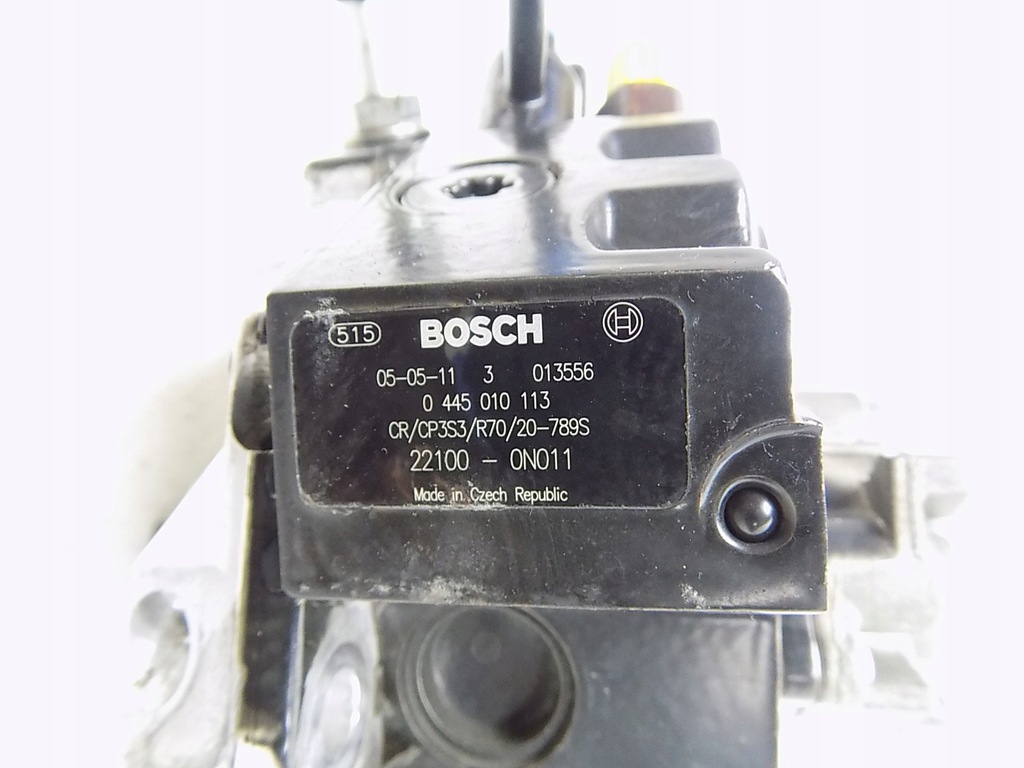 515 BOSCH
05-05-11 3 013556
0 445 010 113
CR/CP3S3/R70/20-789S
22100 - 0N011
Made in Czech Republic